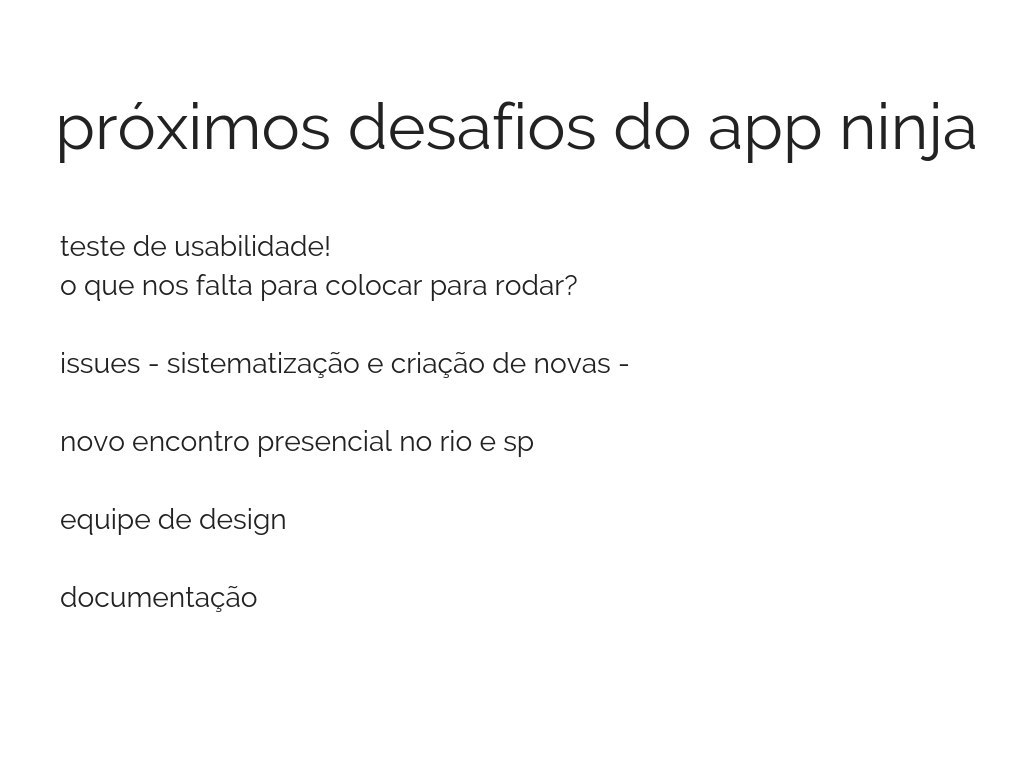 próximos desafios do app ninja
teste de usabilidade!
o que nos falta para colocar para rodar?
issues - sistematização e criação de novas -
novo encontro presencial no rio e sp
equipe de design
documentação